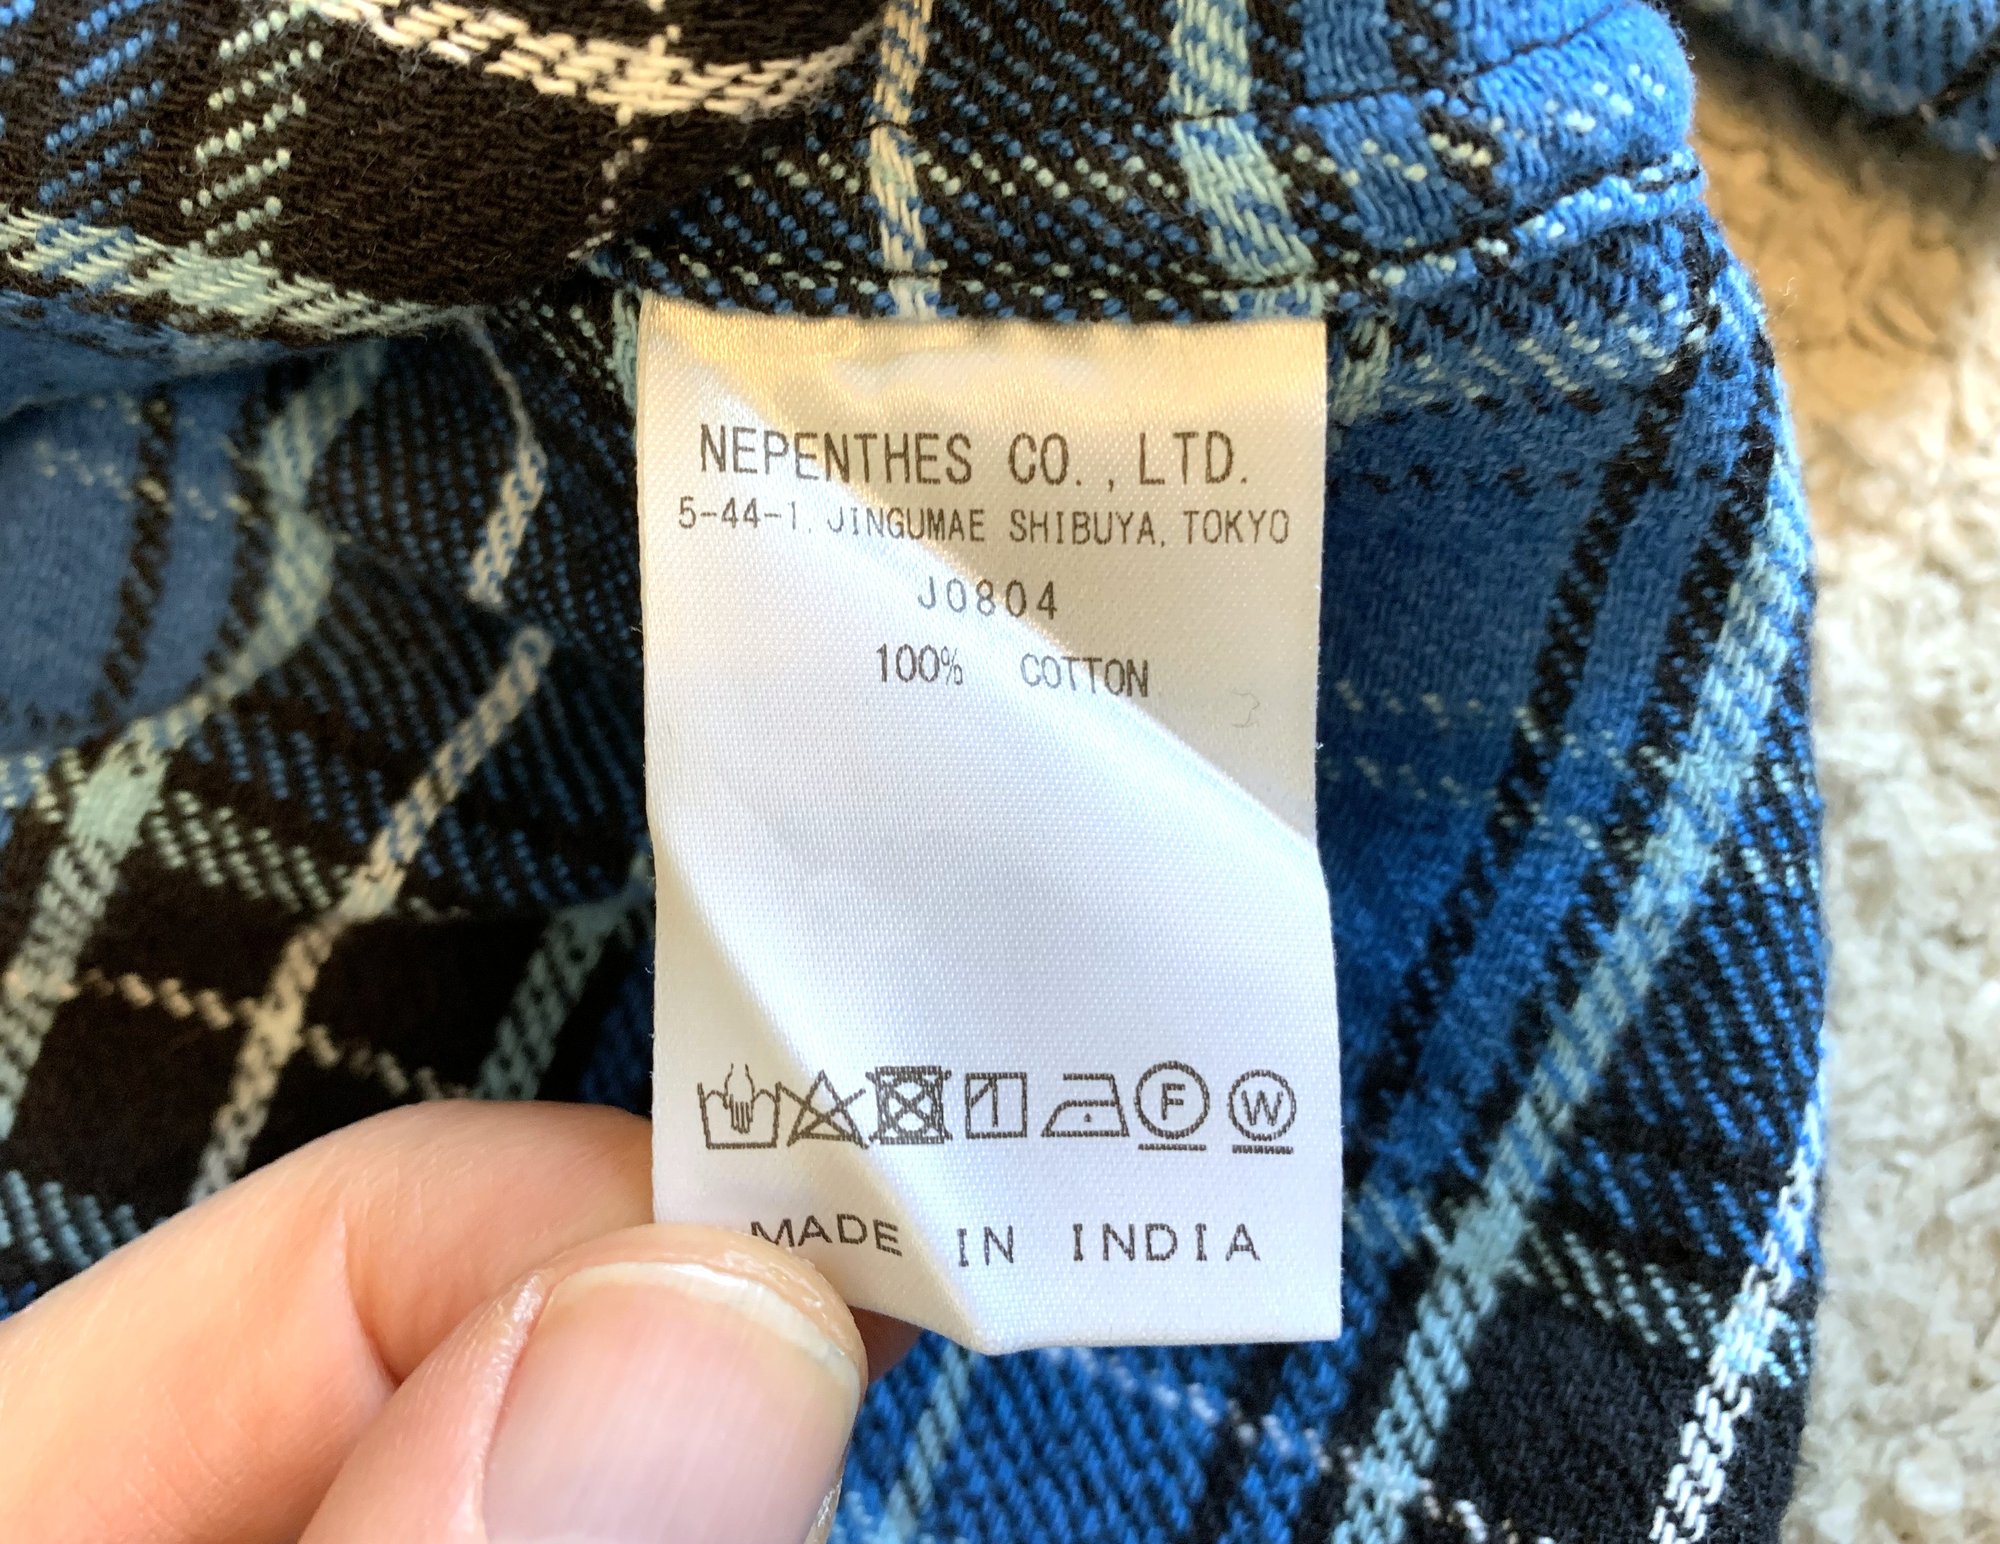 NEPENTHES CO.,LTD.
5-44-1, JINGUMAE SHIBUYA, TOKYO
J0804
100% COTTON
F W
MADE IN INDIA